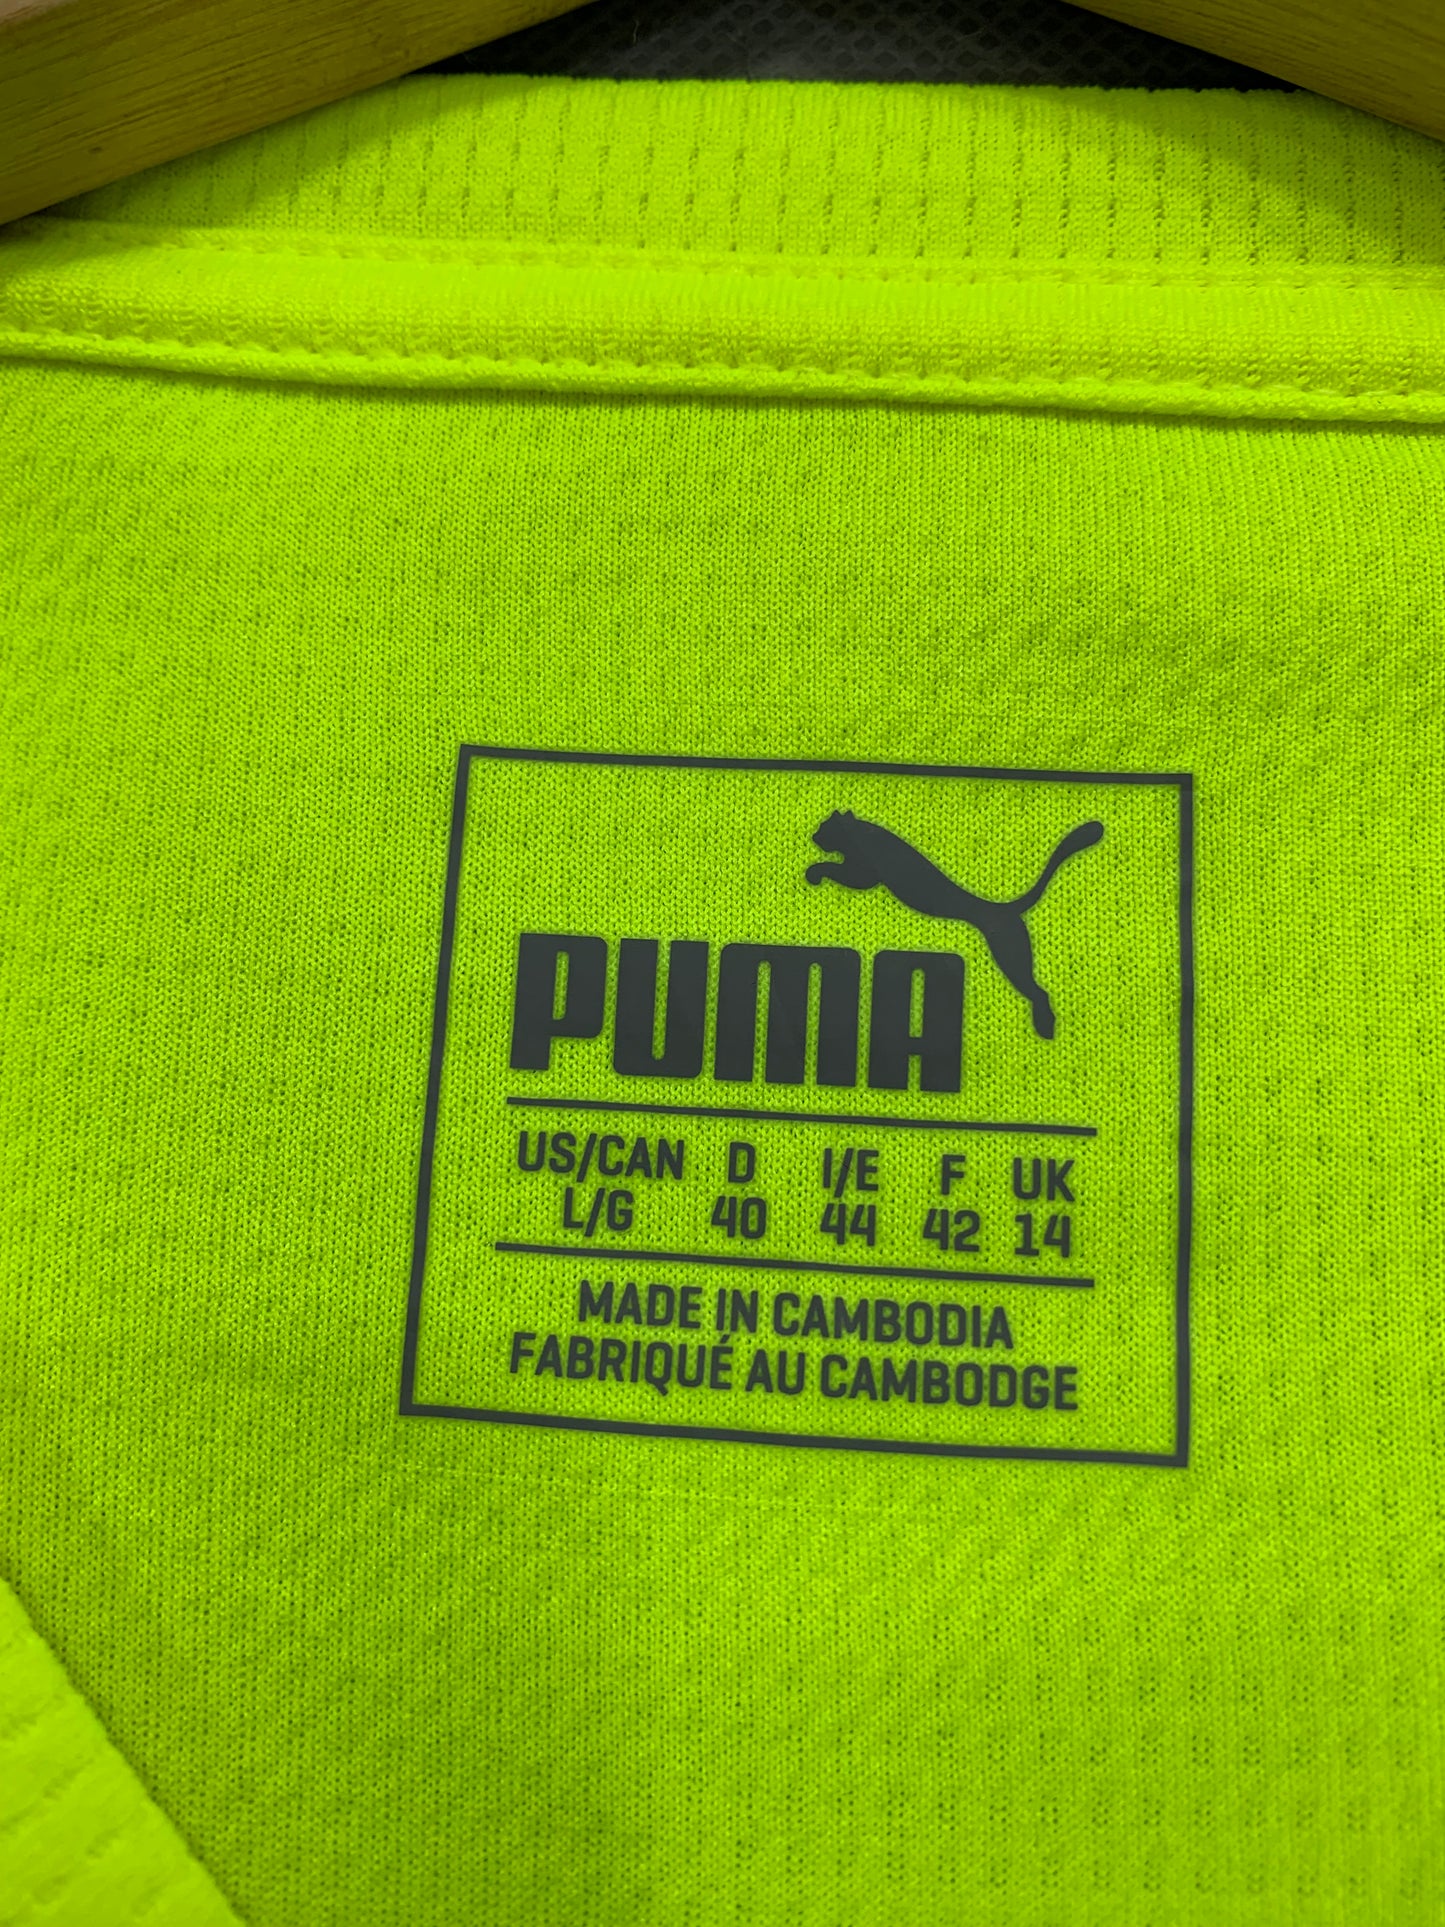 PUMA
US/CAN D I/E F UK
L/G 40 44 42 14
MADE IN CAMBODIA
FABRIQUÉ AU CAMBODGE